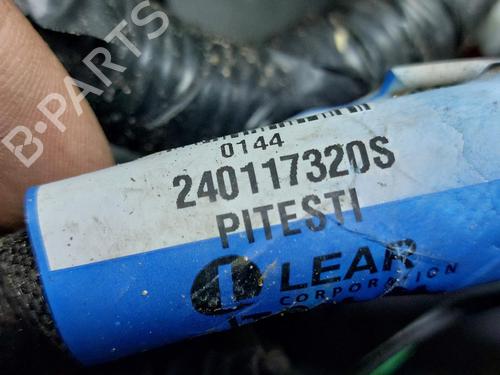 B-PARTS
0144
240117320S
PITESTI
LEAR
CORPORATION